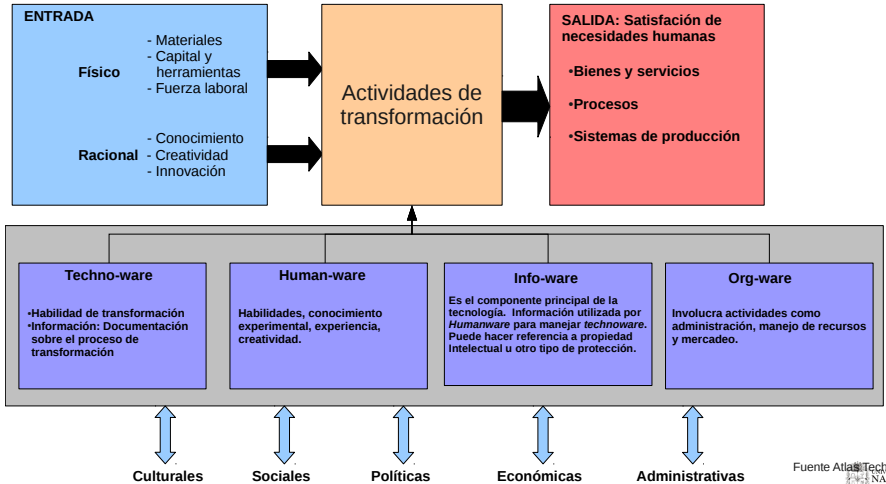 ENTRADA
Físico
- Materiales
- Capital y
herramientas
- Fuerza laboral
Racional
- Conocimiento
- Creatividad
- Innovación
Actividades de
transformación
SALIDA: Satisfacción de
necesidades humanas
•Bienes y servicios
•Procesos
•Sistemas de producción
Techno-ware
•Habilidad de transformación
•Información: Documentación
sobre el proceso de
transformación
Human-ware
Habilidades, conocimiento
experimental, experiencia,
creatividad.
Info-ware
Es el componente principal de la
tecnología. Información utilizada por
Humanware para manejar technoware.
Puede hacer referencia a propiedad
Intelectual u otro tipo de protección.
Org-ware
Involucra actividades como
administración, manejo de recursos
y mercadeo.
Culturales
Sociales
Políticas
Económicas
Administrativas
Fuente Atlas Tech